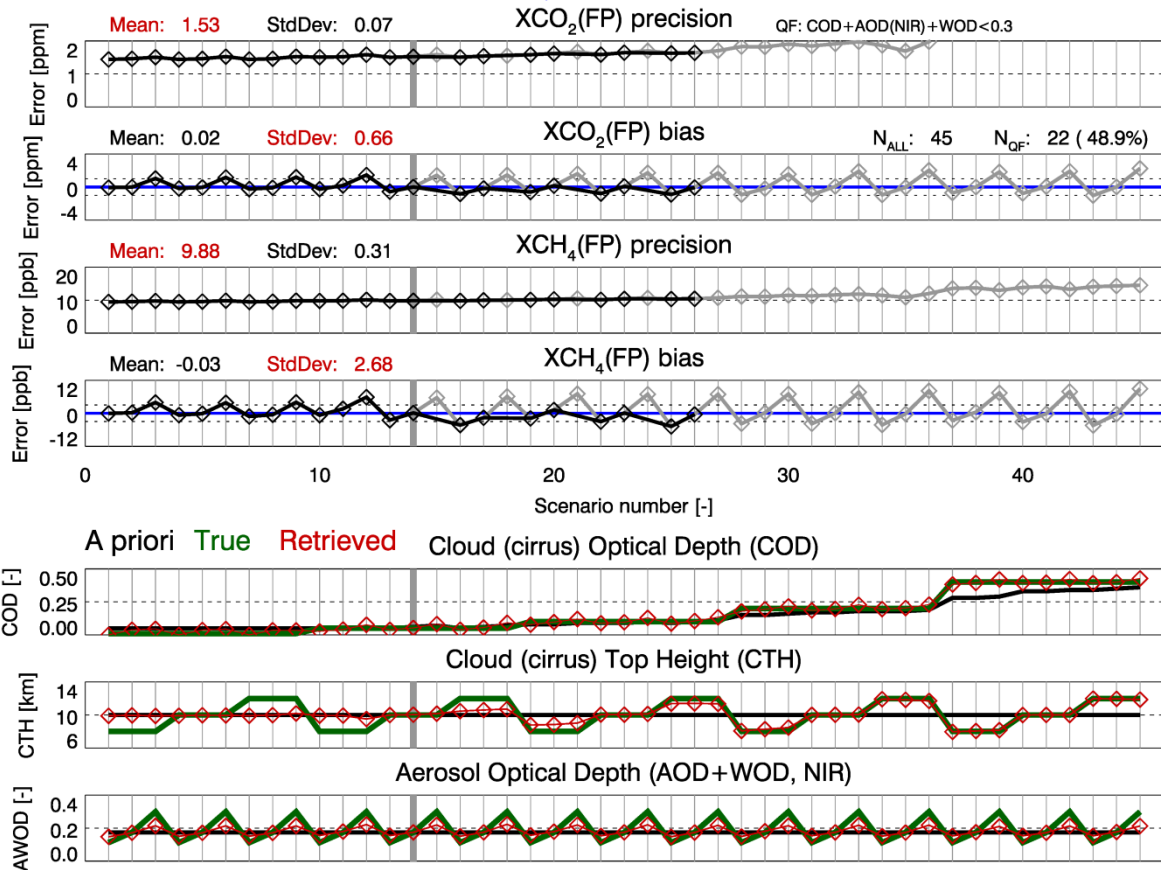 Mean: 1.53 StdDev: 0.07 XCO₂(FP) precision QF: COD+AOD(NIR)+WOD<0.3
Error [ppm]
2
1
0
Mean: 0.02 StdDev: 0.66 XCO₂(FP) bias N_ALL: 45 N_QF: 22 ( 48.9%)
Error [ppm]
4
0
-4
Mean: 9.88 StdDev: 0.31 XCH₄(FP) precision
Error [ppb]
20
10
0
Mean: -0.03 StdDev: 2.68 XCH₄(FP) bias
Error [ppb]
12
0
-12
0 10 20 30 40
Scenario number [-]
A priori True Retrieved Cloud (cirrus) Optical Depth (COD)
COD [-]
0.50
0.25
0.00
Cloud (cirrus) Top Height (CTH)
CTH [km]
14
10
6
Aerosol Optical Depth (AOD+WOD, NIR)
AWOD [-]
0.4
0.2
0.0